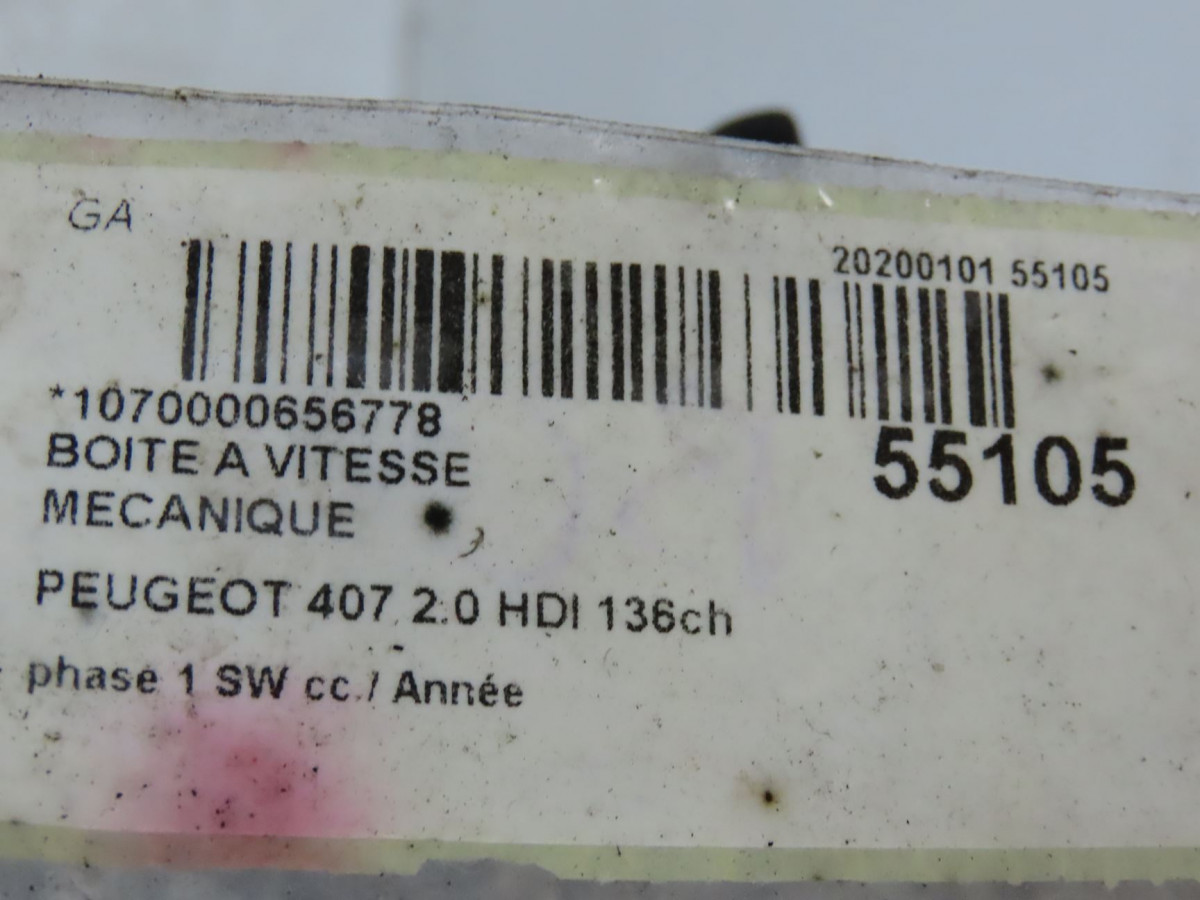 GA
20200101 55105
*1070000656778
55105
BOITE A VITESSE
MECANIQUE
PEUGEOT 407 2.0 HDI 136ch
- phase 1 SW cc / Année